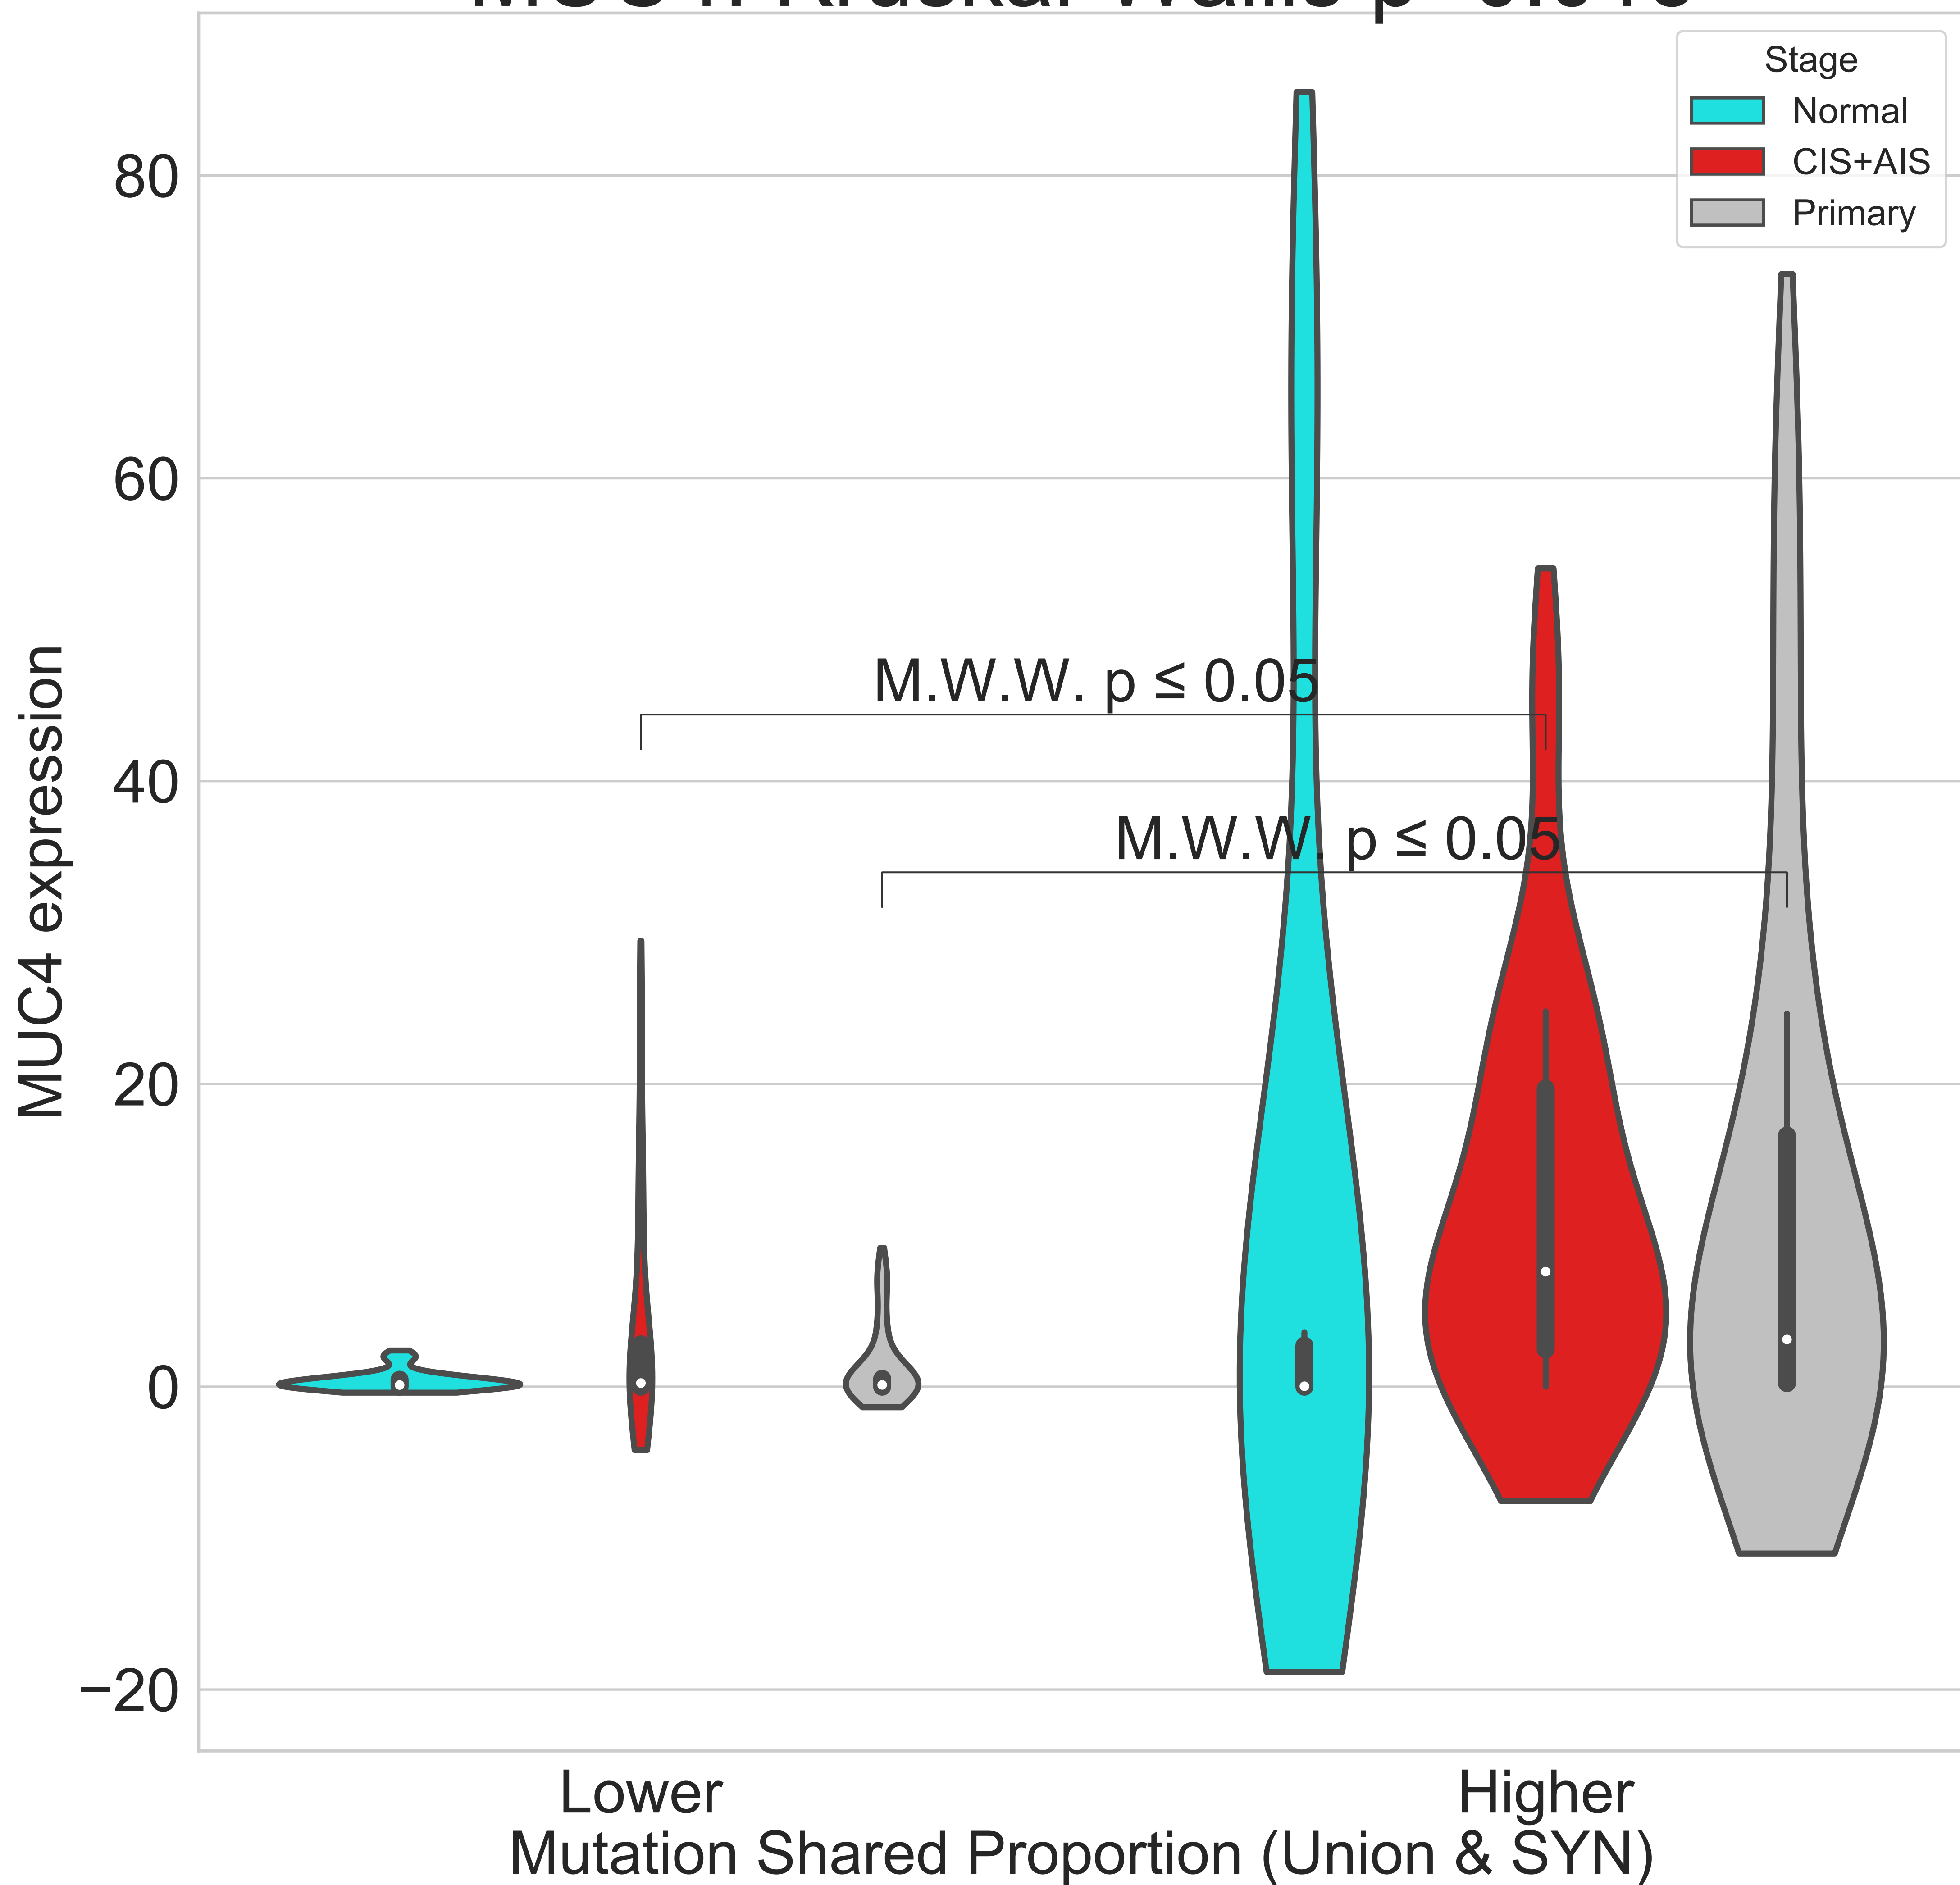 Stage
Normal
CIS+AIS
Primary
80
60
40
20
0
−20
MUC4 expression
M.W.W. p ≤ 0.05
M.W.W. p ≤ 0.05
Lower
Higher
Mutation Shared Proportion (Union & SYN)